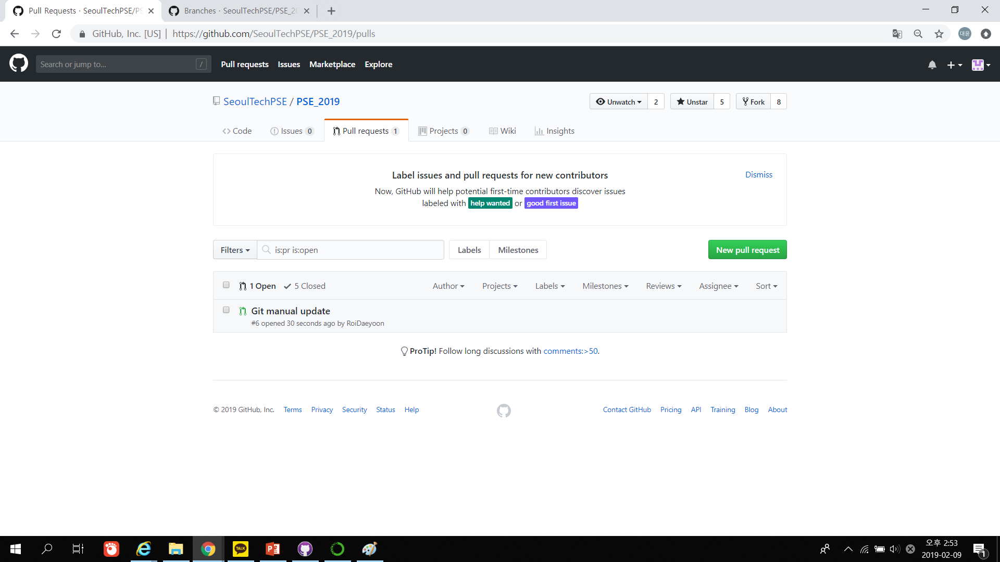 Pull Requests · SeoulTechPSE/PS
Branches · SeoulTechPSE/PSE_20
GitHub, Inc. [US] | https://github.com/SeoulTechPSE/PSE_2019/pulls
대윤
Search or jump to... /
Pull requests Issues Marketplace Explore
SeoulTechPSE / PSE_2019
Unwatch 2 Unstar 5 Fork 8
Code Issues 0 Pull requests 1 Projects 0 Wiki Insights
Label issues and pull requests for new contributors
Dismiss
Now, GitHub will help potential first-time contributors discover issues
labeled with help wanted or good first issue
Filters is:pr is:open Labels Milestones New pull request
1 Open 5 Closed Author Projects Labels Milestones Reviews Assignee Sort
Git manual update
#6 opened 30 seconds ago by RoiDaeyoon
ProTip! Follow long discussions with comments:>50.
© 2019 GitHub, Inc. Terms Privacy Security Status Help Contact GitHub Pricing API Training Blog About
TALK
오후 2:53
2019-02-09
1